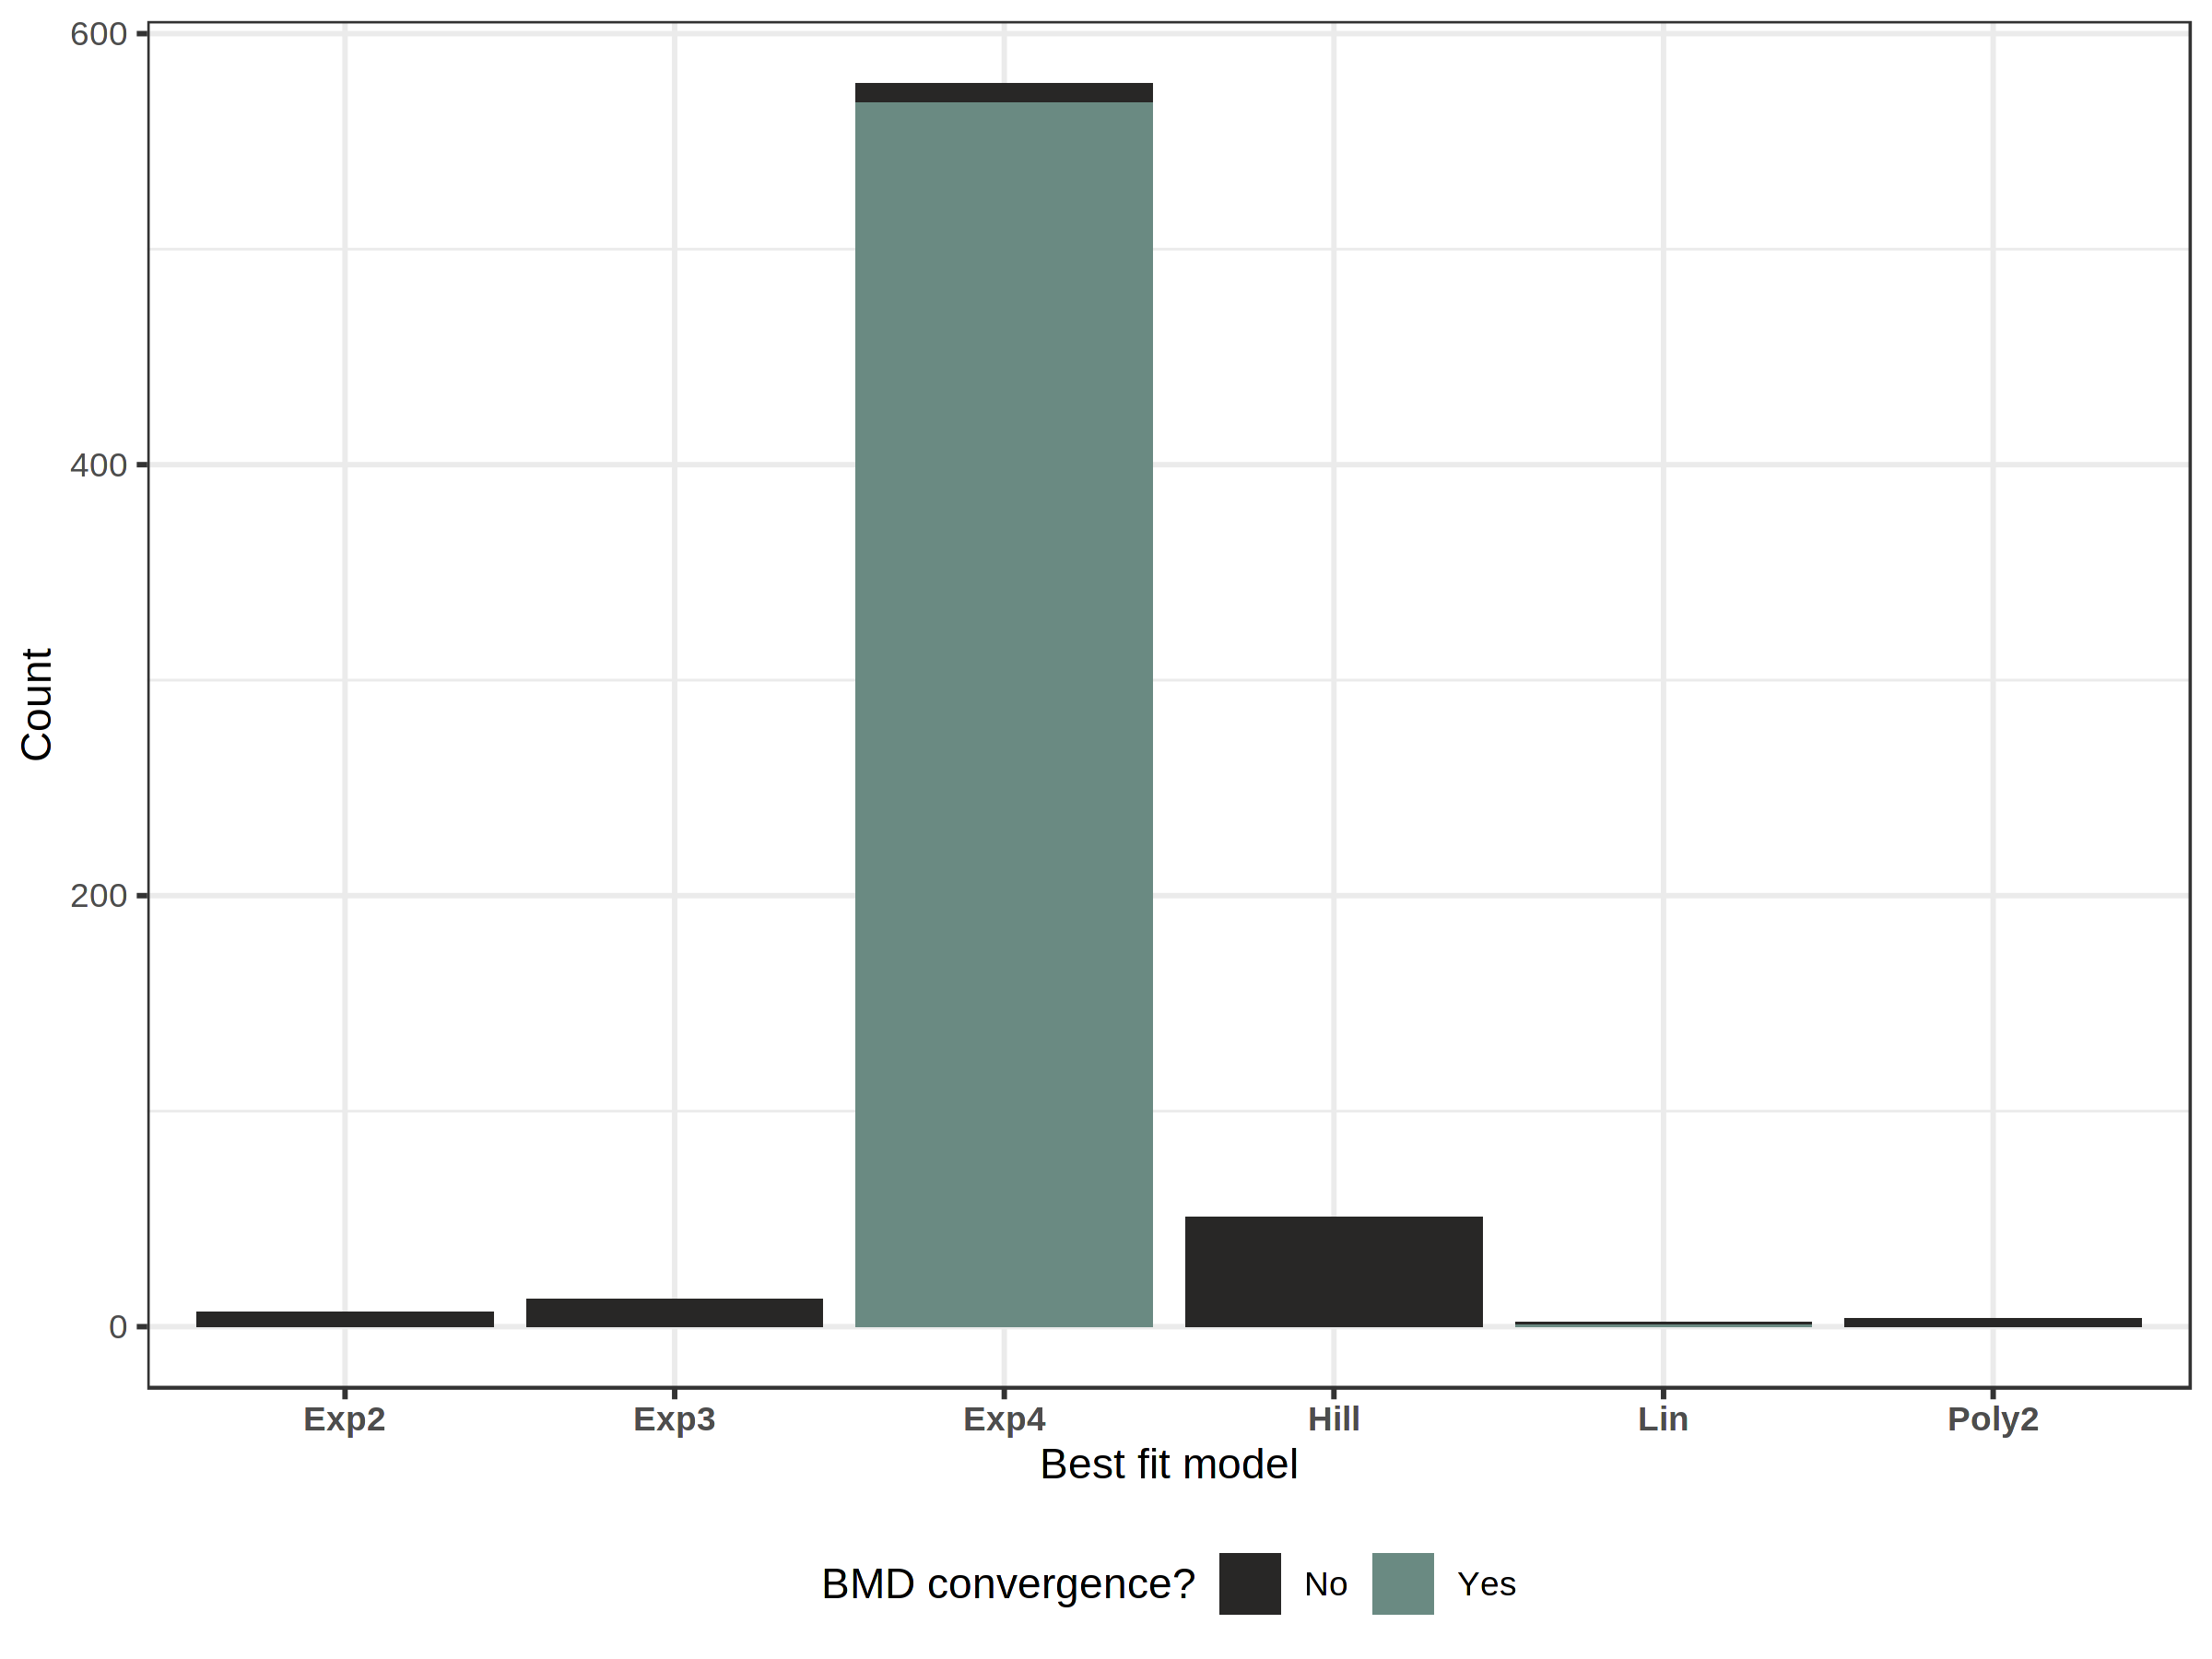 600
400
200
0
Count
Exp2 Exp3 Exp4 Hill Lin Poly2
Best fit model
BMD convergence? No Yes